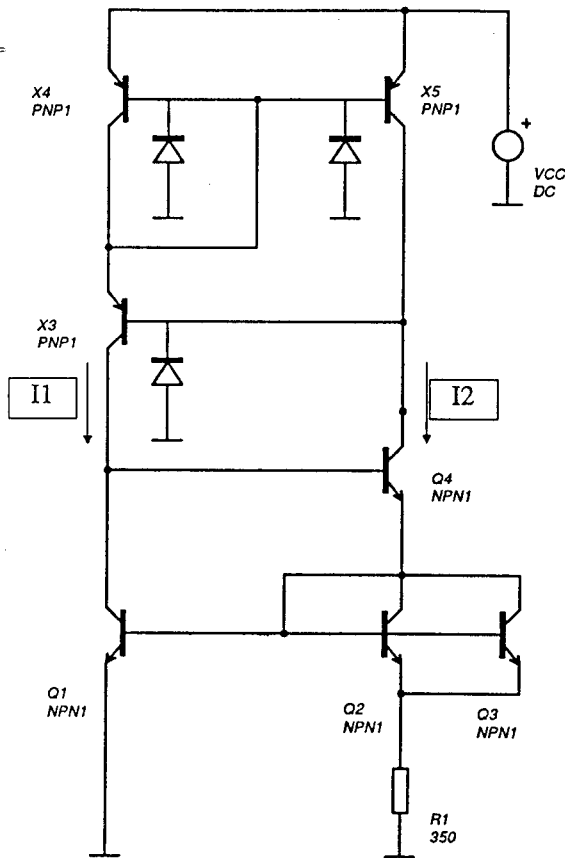 X4
PNP1
X5
PNP1
+
VCC
DC
X3
PNP1
I1
I2
Q4
NPN1
Q1
NPN1
Q2
NPN1
Q3
NPN1
R1
350